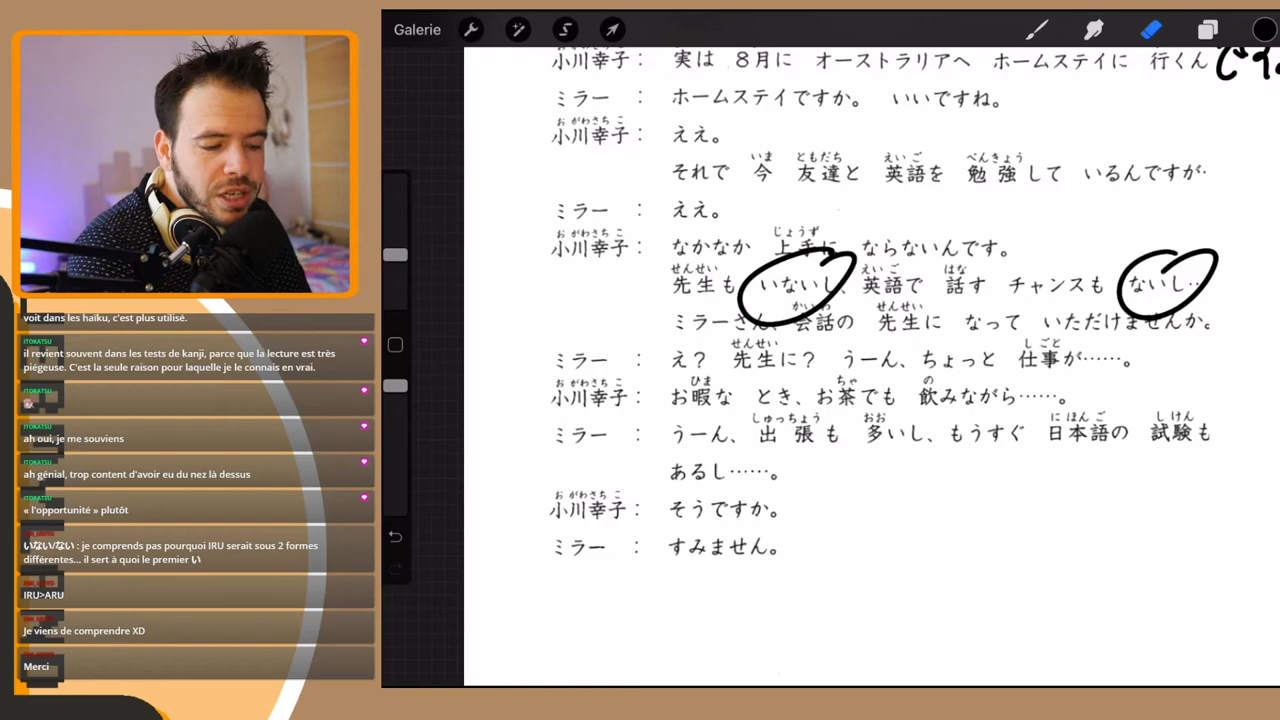 Galerie
voit dans les haïku, c'est plus utilisé.
ITOKATSU
il revient souvent dans les tests de kanji, parce que la lecture est très
piégeuse. C'est la seule raison pour laquelle je le connais en vrai.
ITOKATSU
ITOKATSU
ah oui, je me souviens
ITOKATSU
ah génial, trop content d'avoir eu du nez là dessus
ITOKATSU
« l'opportunité » plutôt
いない/ない : je comprends pas pourquoi IRU serait sous 2 formes
différentes... il sert à quoi le premier い
IRU>ARU
Je viens de comprendre XD
Merci
お がわさち こ
小川幸子： 実は 8月に オーストラリアへ ホームステイに 行くん
ミラー ： ホームステイですか。 いいですね。
お がわさち こ
小川幸子： ええ。
いま ともだち えい ご べんきょう
それで 今 友達と 英語を 勉強して いるんですが
ミラー ： ええ。
お がわさち こ じょうず
小川幸子： なかなか 上手に ならないんです。
せんせい えい ご はな
先生も いないし、英語で 話す チャンスも ないし…
かいわ せんせい
ミラーさん、会話の 先生に なって いただけませんか。
せんせい し ごと
ミラー ： え？ 先生に？ うーん、ちょっと 仕事が……。
お がわさち こ ひま ちゃ の
小川幸子： お暇な とき、お茶でも 飲みながら……。
しゅっちょう おお に ほん ご し けん
ミラー ： うーん、出張も 多いし、もうすぐ 日本語の 試験も
あるし……。
お がわさち こ
小川幸子： そうですか。
ミラー ： すみません。